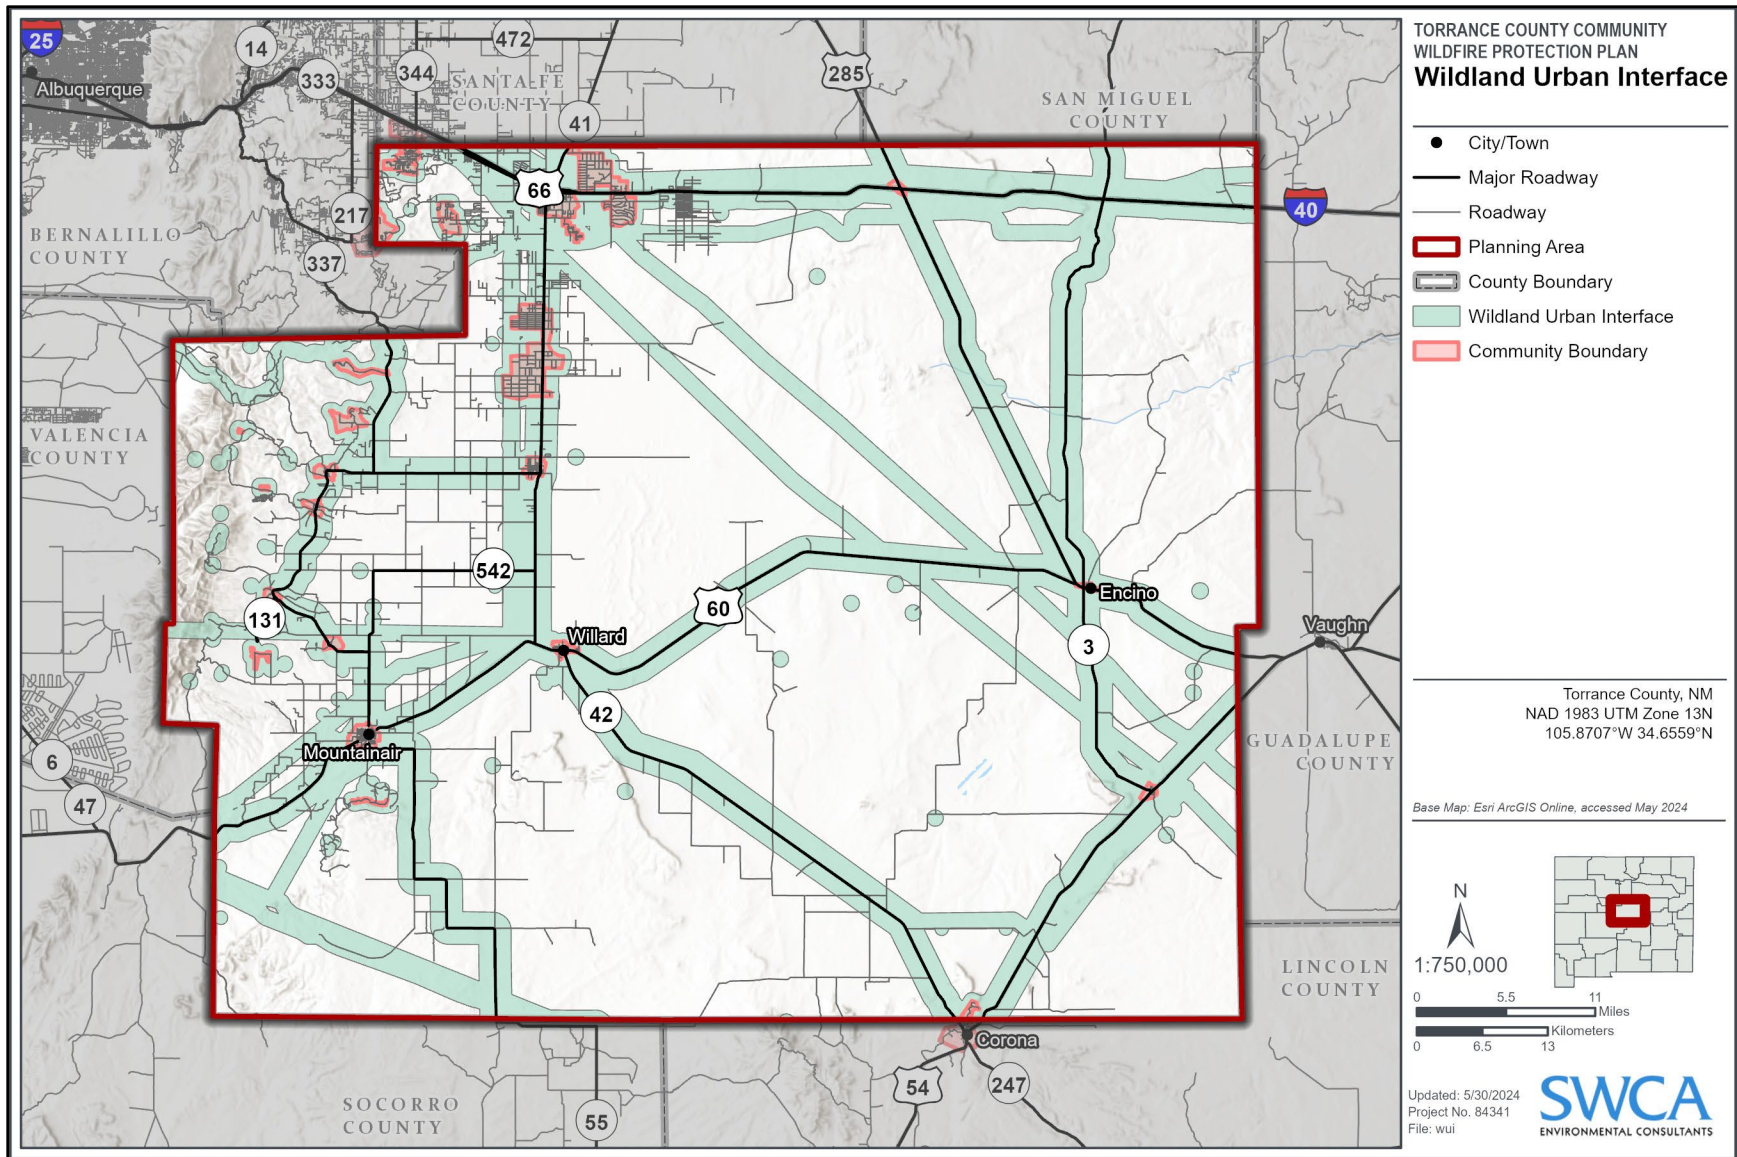 25
14
472
344
333
SANTA FE
COUNTY
285
SAN MIGUEL
COUNTY
Albuquerque
41
66
217
40
BERNALILLO
COUNTY
337
VALENCIA
COUNTY
542
131
60
Encino
Willard
3
Vaughn
42
Mountainair
6
47
GUADALUPE
COUNTY
LINCOLN
COUNTY
Corona
54
247
55
SOCORRO
COUNTY
TORRANCE COUNTY COMMUNITY
WILDFIRE PROTECTION PLAN
Wildland Urban Interface
City/Town
Major Roadway
Roadway
Planning Area
County Boundary
Wildland Urban Interface
Community Boundary
Torrance County, NM
NAD 1983 UTM Zone 13N
105.8707°W 34.6559°N
Base Map: Esri ArcGIS Online, accessed May 2024
N
1:750,000
0 5.5 11
Miles
Kilometers
0 6.5 13
Updated: 5/30/2024
Project No. 84341
File: wui
SWCA
ENVIRONMENTAL CONSULTANTS